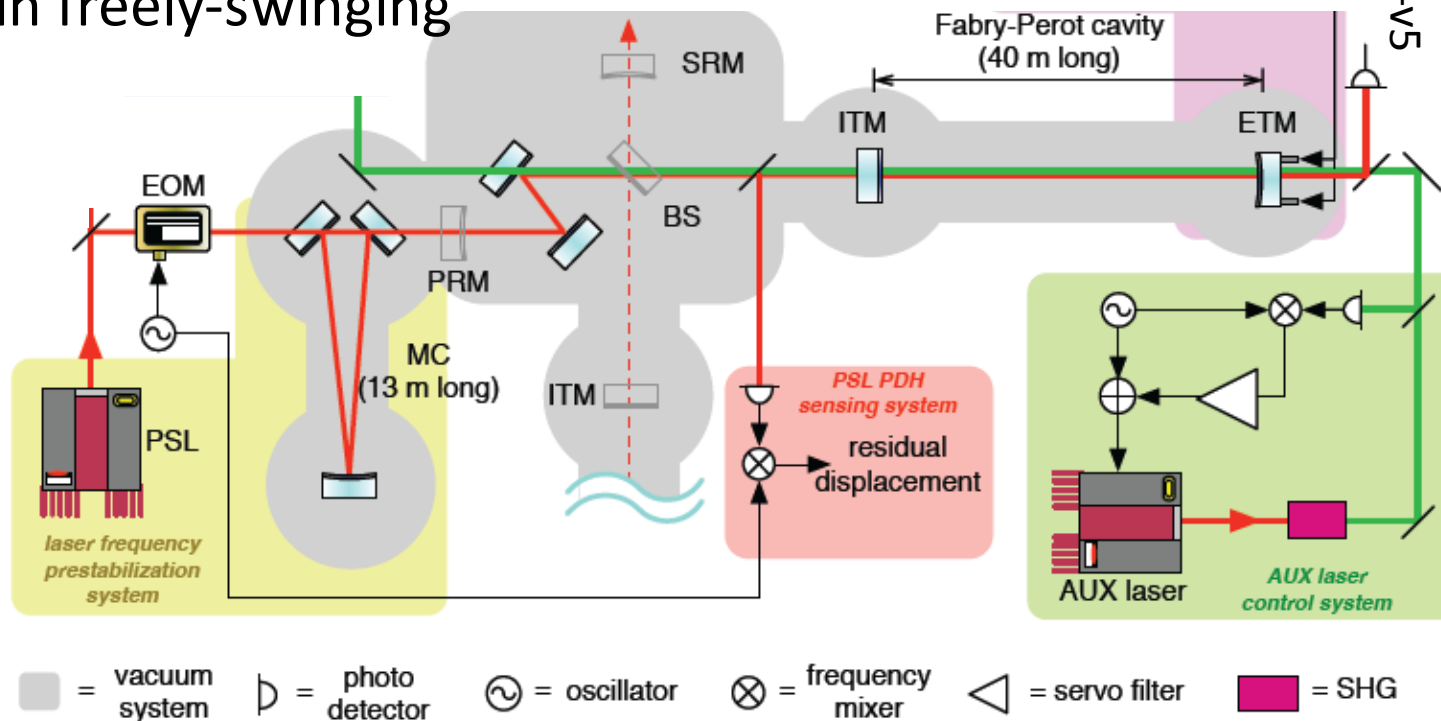 in freely-swinging
-v5
Fabry-Perot cavity
(40 m long)
SRM
ITM
ETM
EOM
BS
PRM
MC
(13 m long)
ITM
PSL PDH
sensing system
residual
displacement
PSL
laser frequency
prestabilization
system
AUX laser
AUX laser
control system
= vacuum
system
= photo
detector
= oscillator
= frequency
mixer
= servo filter
= SHG